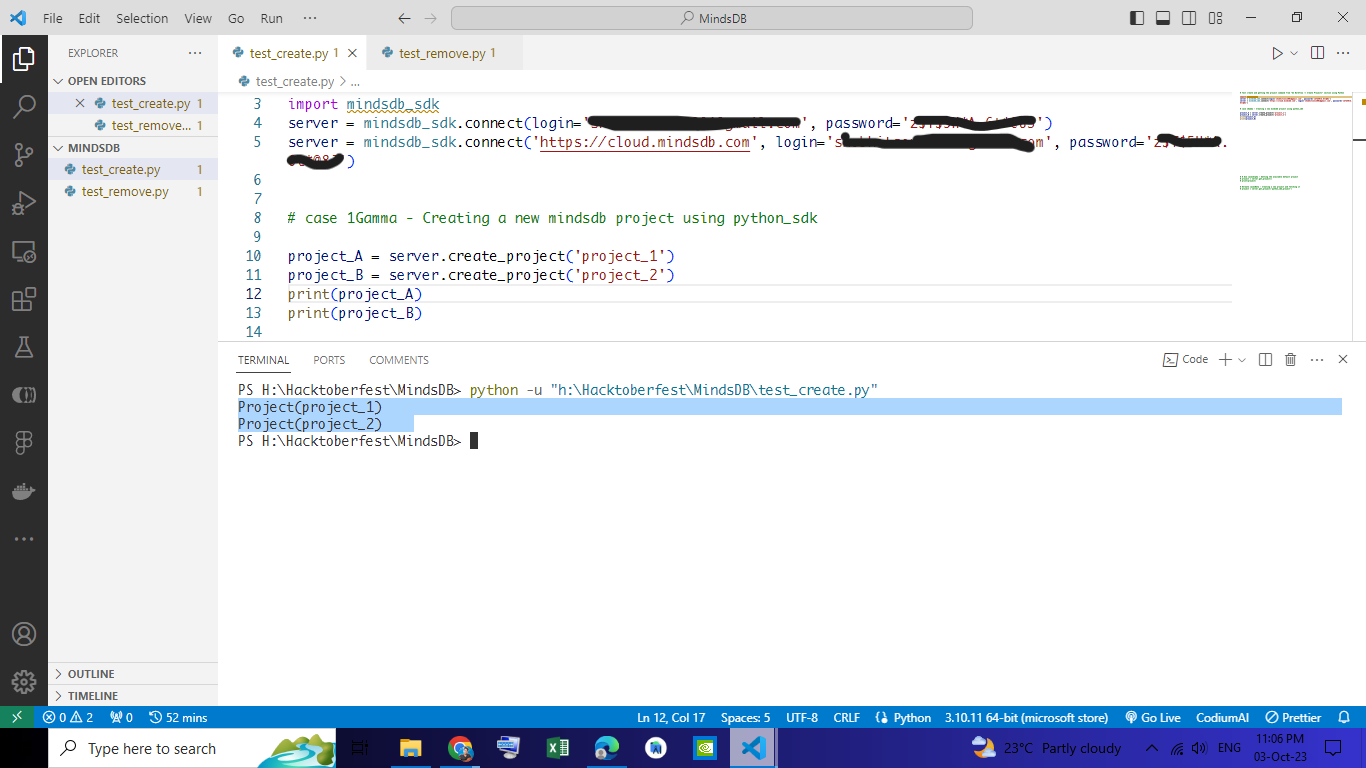 File Edit Selection View Go Run ··· MindsDB
EXPLORER ···
OPEN EDITORS
test_create.py 1
test_remove... 1
MINDSDB
test_create.py 1
test_remove.py 1
OUTLINE
TIMELINE
test_create.py 1 test_remove.py 1
test_create.py > ...
3 import mindsdb_sdk
4 server = mindsdb_sdk.connect(login=' ', password=' ')
5 server = mindsdb_sdk.connect('https://cloud.mindsdb.com', login=' ', password='
')
6
7
8 # case 1Gamma - Creating a new mindsdb project using python_sdk
9
10 project_A = server.create_project('project_1')
11 project_B = server.create_project('project_2')
12 print(project_A)
13 print(project_B)
14
TERMINAL PORTS COMMENTS Code
PS H:\Hacktoberfest\MindsDB> python -u "h:\Hacktoberfest\MindsDB\test_create.py"
Project(project_1)
Project(project_2)
PS H:\Hacktoberfest\MindsDB>
0 2 0 52 mins Ln 12, Col 17 Spaces: 5 UTF-8 CRLF Python 3.10.11 64-bit (microsoft store) Go Live CodiumAI Prettier
Type here to search 23°C Partly cloudy ENG 11:06 PM
03-Oct-23